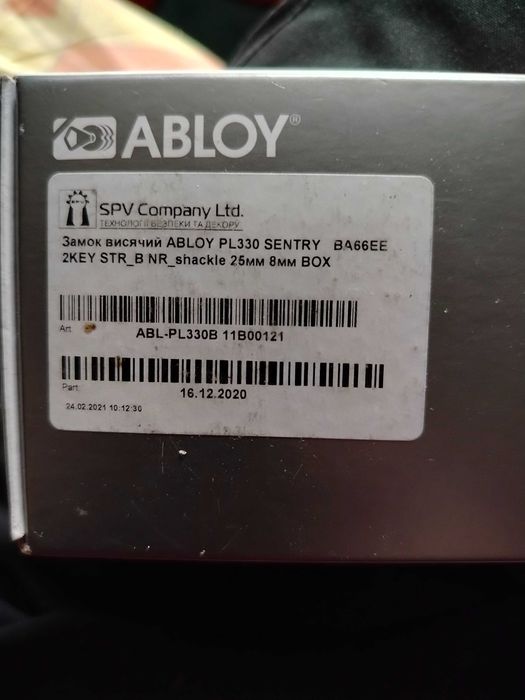 ABLOY®
SPV Company Ltd.
ТЕХНОЛОГІЇ БЕЗПЕКИ ТА ДЕКОРУ
Замок висячий ABLOY PL330 SENTRY BA66EE
2KEY STR_B NR_shackle 25мм 8мм BOX
Art.
ABL-PL330B 11B00121
Part.
16.12.2020
24.02.2021 10:12:30